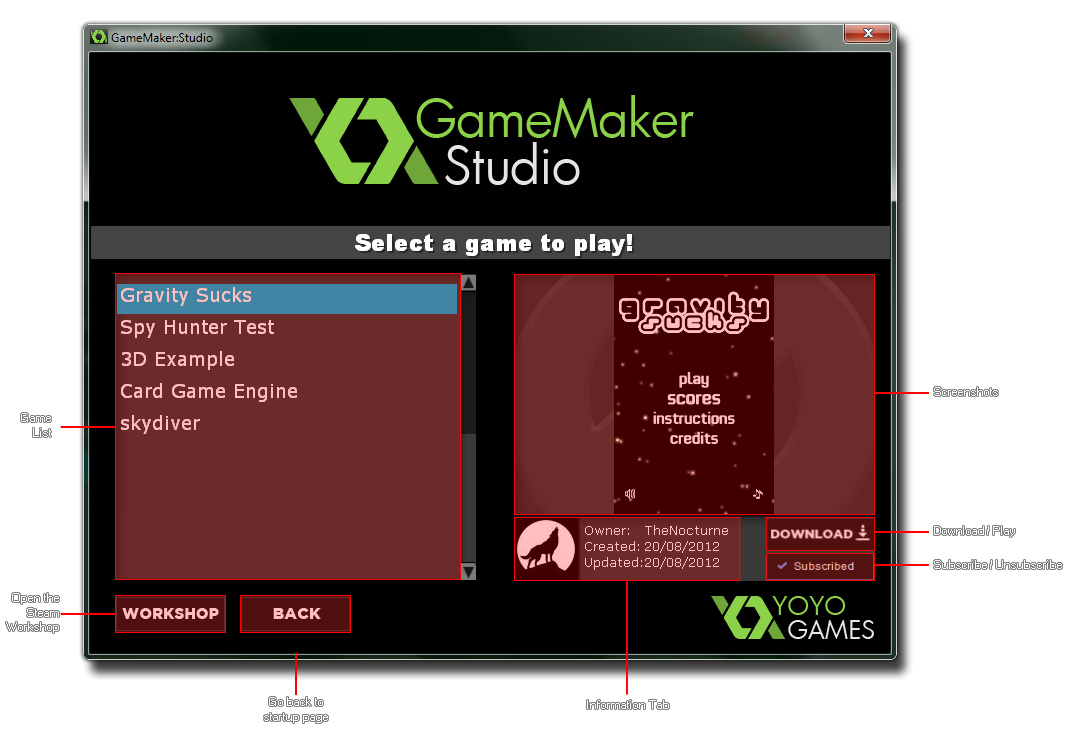 GameMaker:Studio
GameMaker
Studio
Select a game to play!
Gravity Sucks
Spy Hunter Test
3D Example
Card Game Engine
skydiver
Game
List
gravity
sucks
play
scores
instructions
credits
Screenshots
Owner: TheNocturne
Created: 20/08/2012
Updated:20/08/2012
DOWNLOAD
Download / Play
Subscribed
Subscribe / Unsubscribe
Open the
Steam
Workshop
WORKSHOP
BACK
YOYO
GAMES
Go back to
startup page
Information Tab